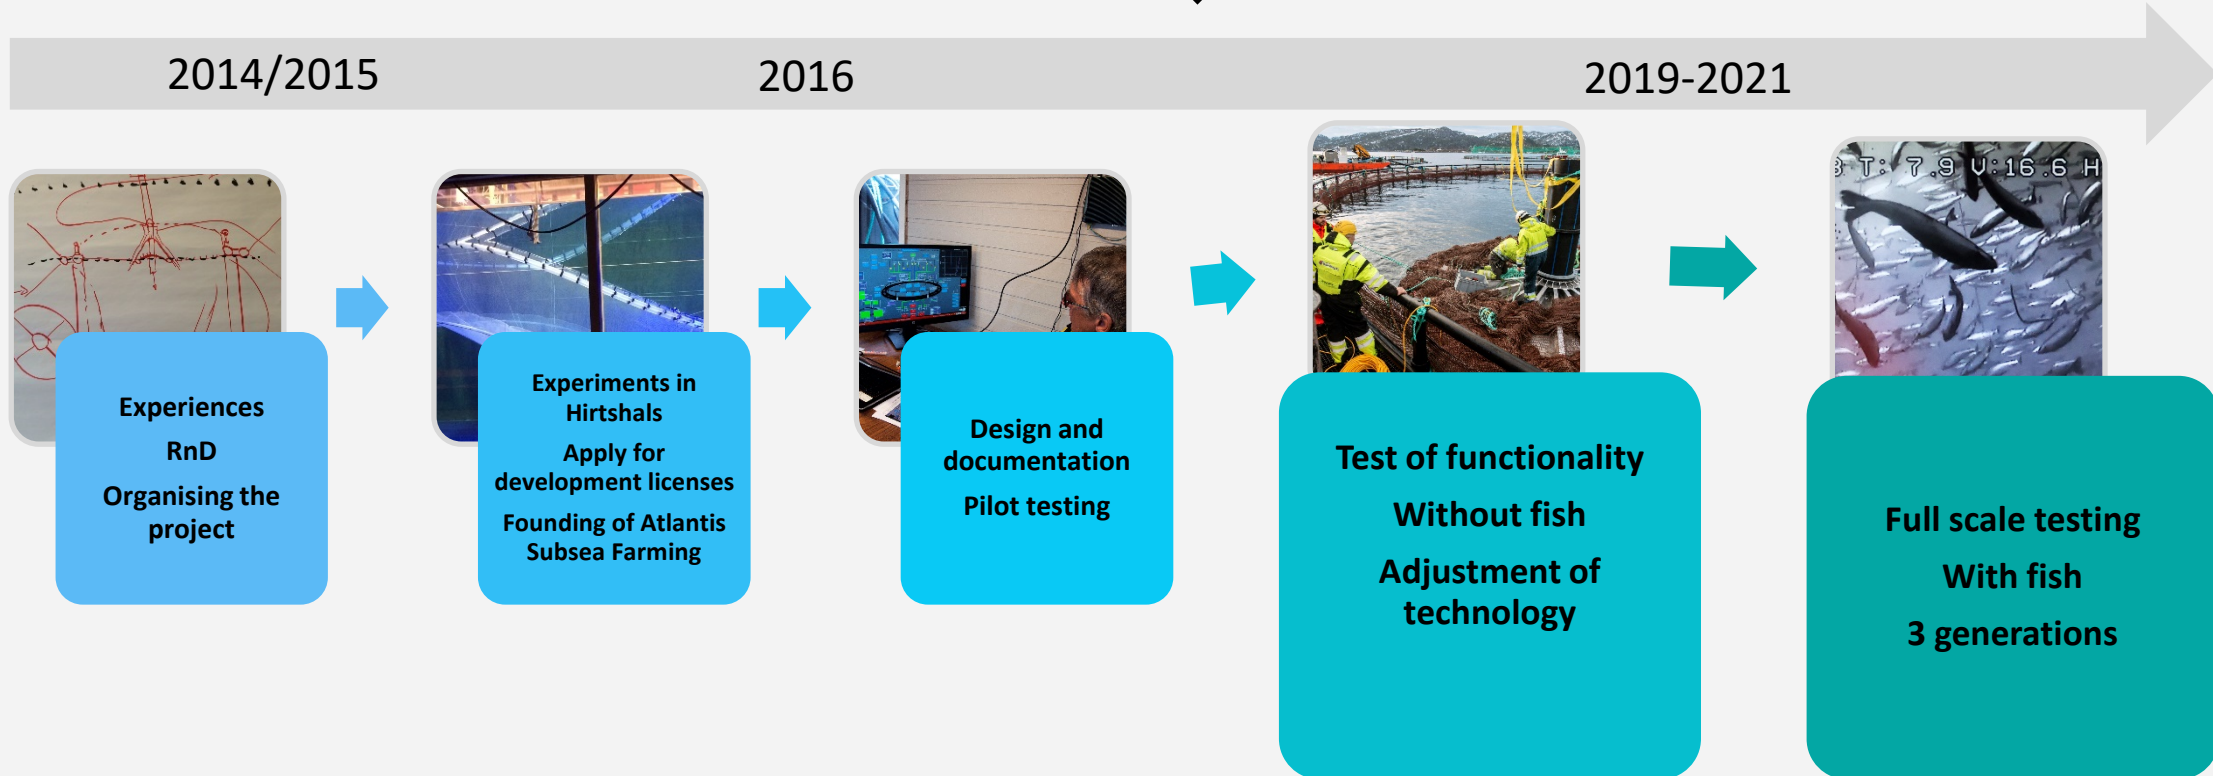 2014/2015
2016
2019-2021
T: 7.9 V:16.6 H
Experiences
RnD
Organising the
project
Experiments in
Hirtshals
Apply for
development licenses
Founding of Atlantis
Subsea Farming
Design and
documentation
Pilot testing
Test of functionality
Without fish
Adjustment of
technology
Full scale testing
With fish
3 generations